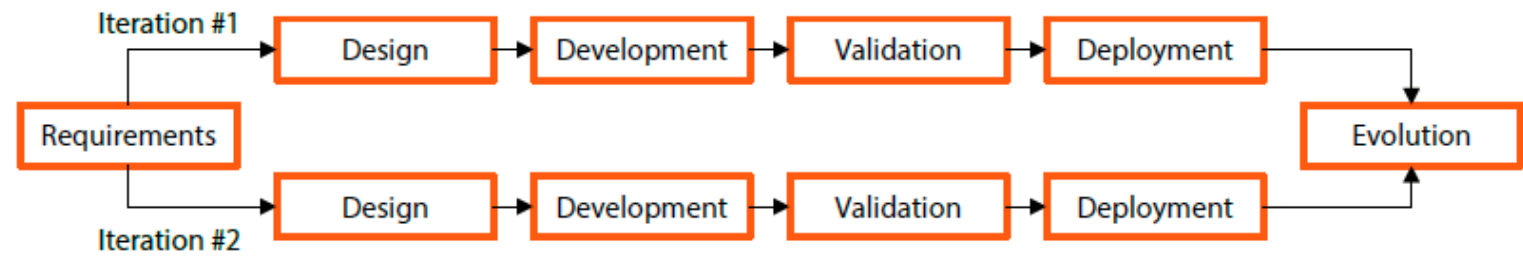 Iteration #1
Design Development Validation Deployment
Requirements Evolution
Design Development Validation Deployment
Iteration #2